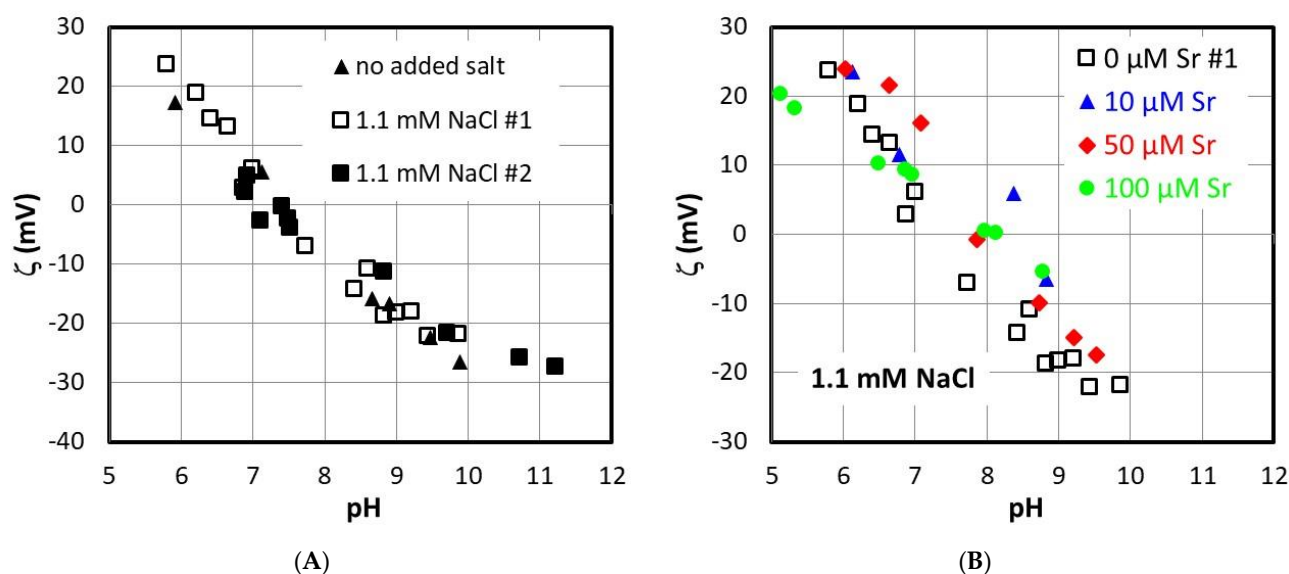 30
20
10
0
-10
-20
-30
-40
ζ (mV)
5 6 7 8 9 10 11 12
pH
no added salt
1.1 mM NaCl #1
1.1 mM NaCl #2
(A)
30
20
10
0
-10
-20
-30
ζ (mV)
5 6 7 8 9 10 11 12
pH
0 μM Sr #1
10 μM Sr
50 μM Sr
100 μM Sr
1.1 mM NaCl
(B)